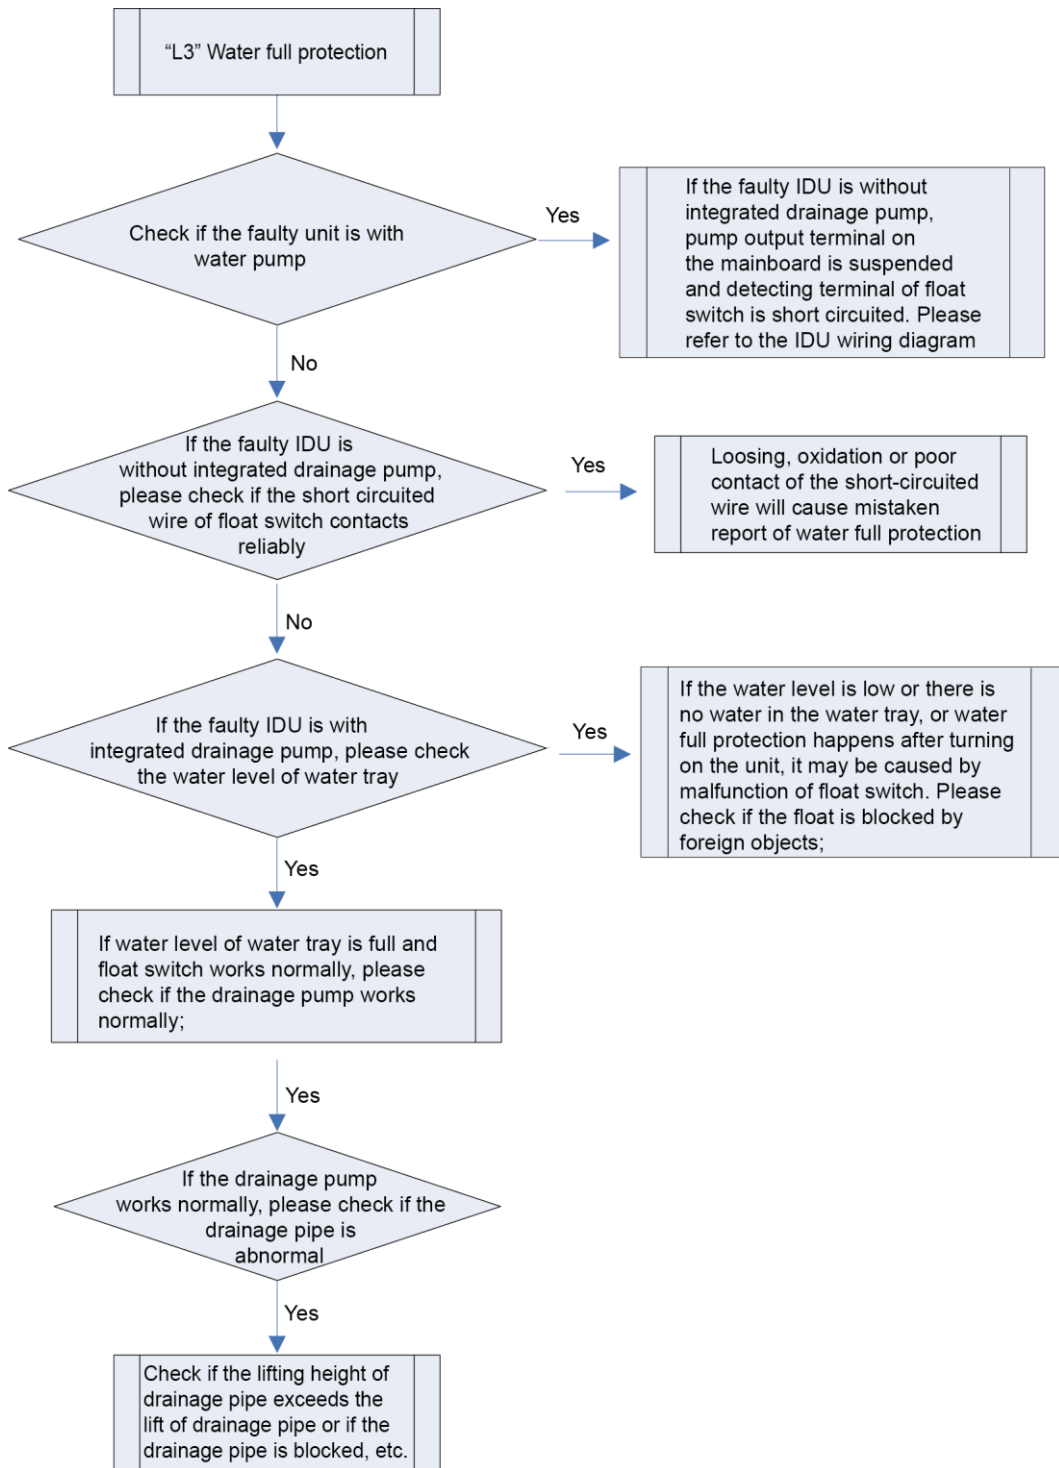 “L3” Water full protection
Check if the faulty unit is with
water pump
Yes
If the faulty IDU is without
integrated drainage pump,
pump output terminal on
the mainboard is suspended
and detecting terminal of float
switch is short circuited. Please
refer to the IDU wiring diagram
No
If the faulty IDU is
without integrated drainage pump,
please check if the short circuited
wire of float switch contacts
reliably
Yes
Loosing, oxidation or poor
contact of the short-circuited
wire will cause mistaken
report of water full protection
No
If the faulty IDU is with
integrated drainage pump, please check
the water level of water tray
Yes
If the water level is low or there is
no water in the water tray, or water
full protection happens after turning
on the unit, it may be caused by
malfunction of float switch. Please
check if the float is blocked by
foreign objects;
Yes
If water level of water tray is full and
float switch works normally, please
check if the drainage pump works
normally;
Yes
If the drainage pump
works normally, please check if the
drainage pipe is
abnormal
Yes
Check if the lifting height of
drainage pipe exceeds the
lift of drainage pipe or if the
drainage pipe is blocked, etc.